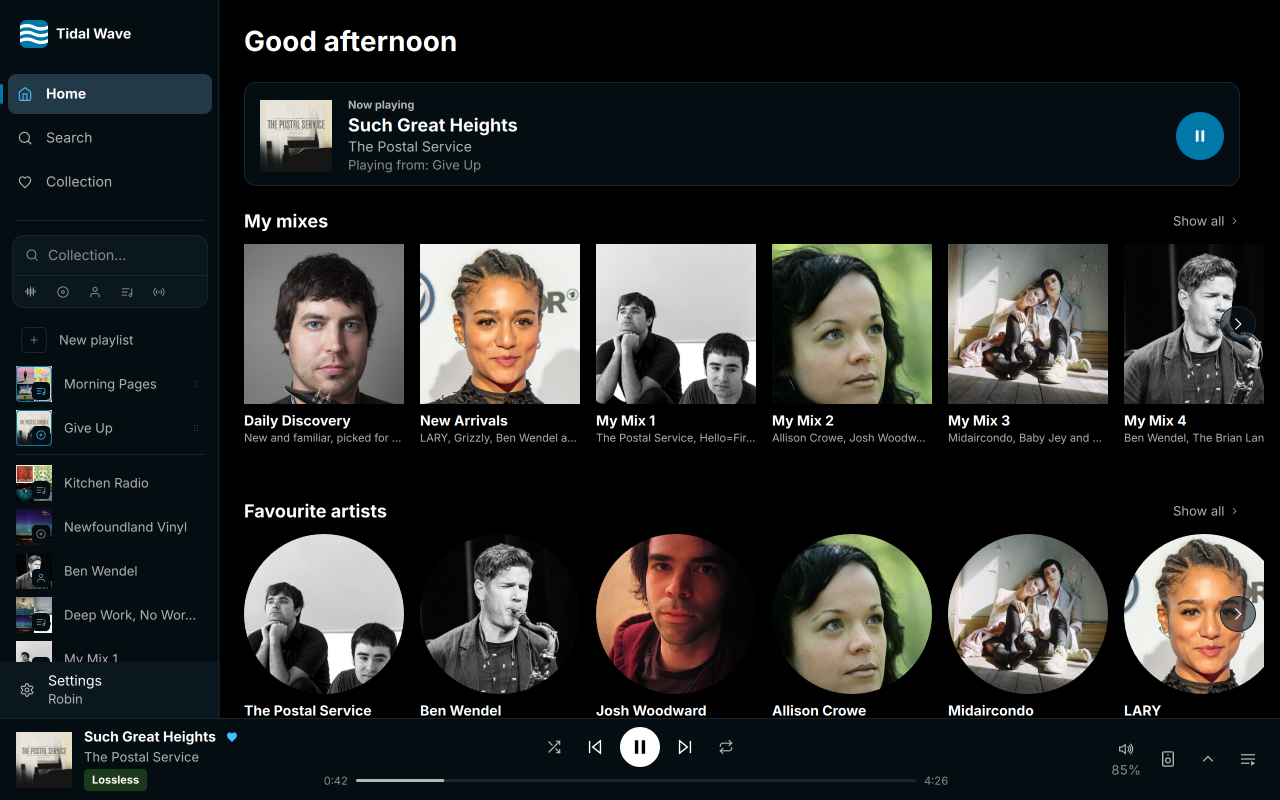 Tidal Wave
Home
Search
Collection
Collection...
New playlist
Morning Pages
Give Up
Kitchen Radio
Newfoundland Vinyl
Ben Wendel
Deep Work, No Wor...
My Mix 1
Settings
Robin
Good afternoon
THE POSTAL SERVICE
Now playing
Such Great Heights
The Postal Service
Playing from: Give Up
My mixes
Show all
Daily Discovery
New and familiar, picked for ...
New Arrivals
LARY, Grizzly, Ben Wendel a...
My Mix 1
The Postal Service, Hello=Fir...
My Mix 2
Allison Crowe, Josh Woodw...
My Mix 3
Midaircondo, Baby Jey and ...
My Mix 4
Ben Wendel, The Brian Lan
Favourite artists
Show all
The Postal Service
Ben Wendel
Josh Woodward
Allison Crowe
Midaircondo
LARY
THE POSTAL SERVICE
Such Great Heights
The Postal Service
Lossless
0:42
4:26
85%